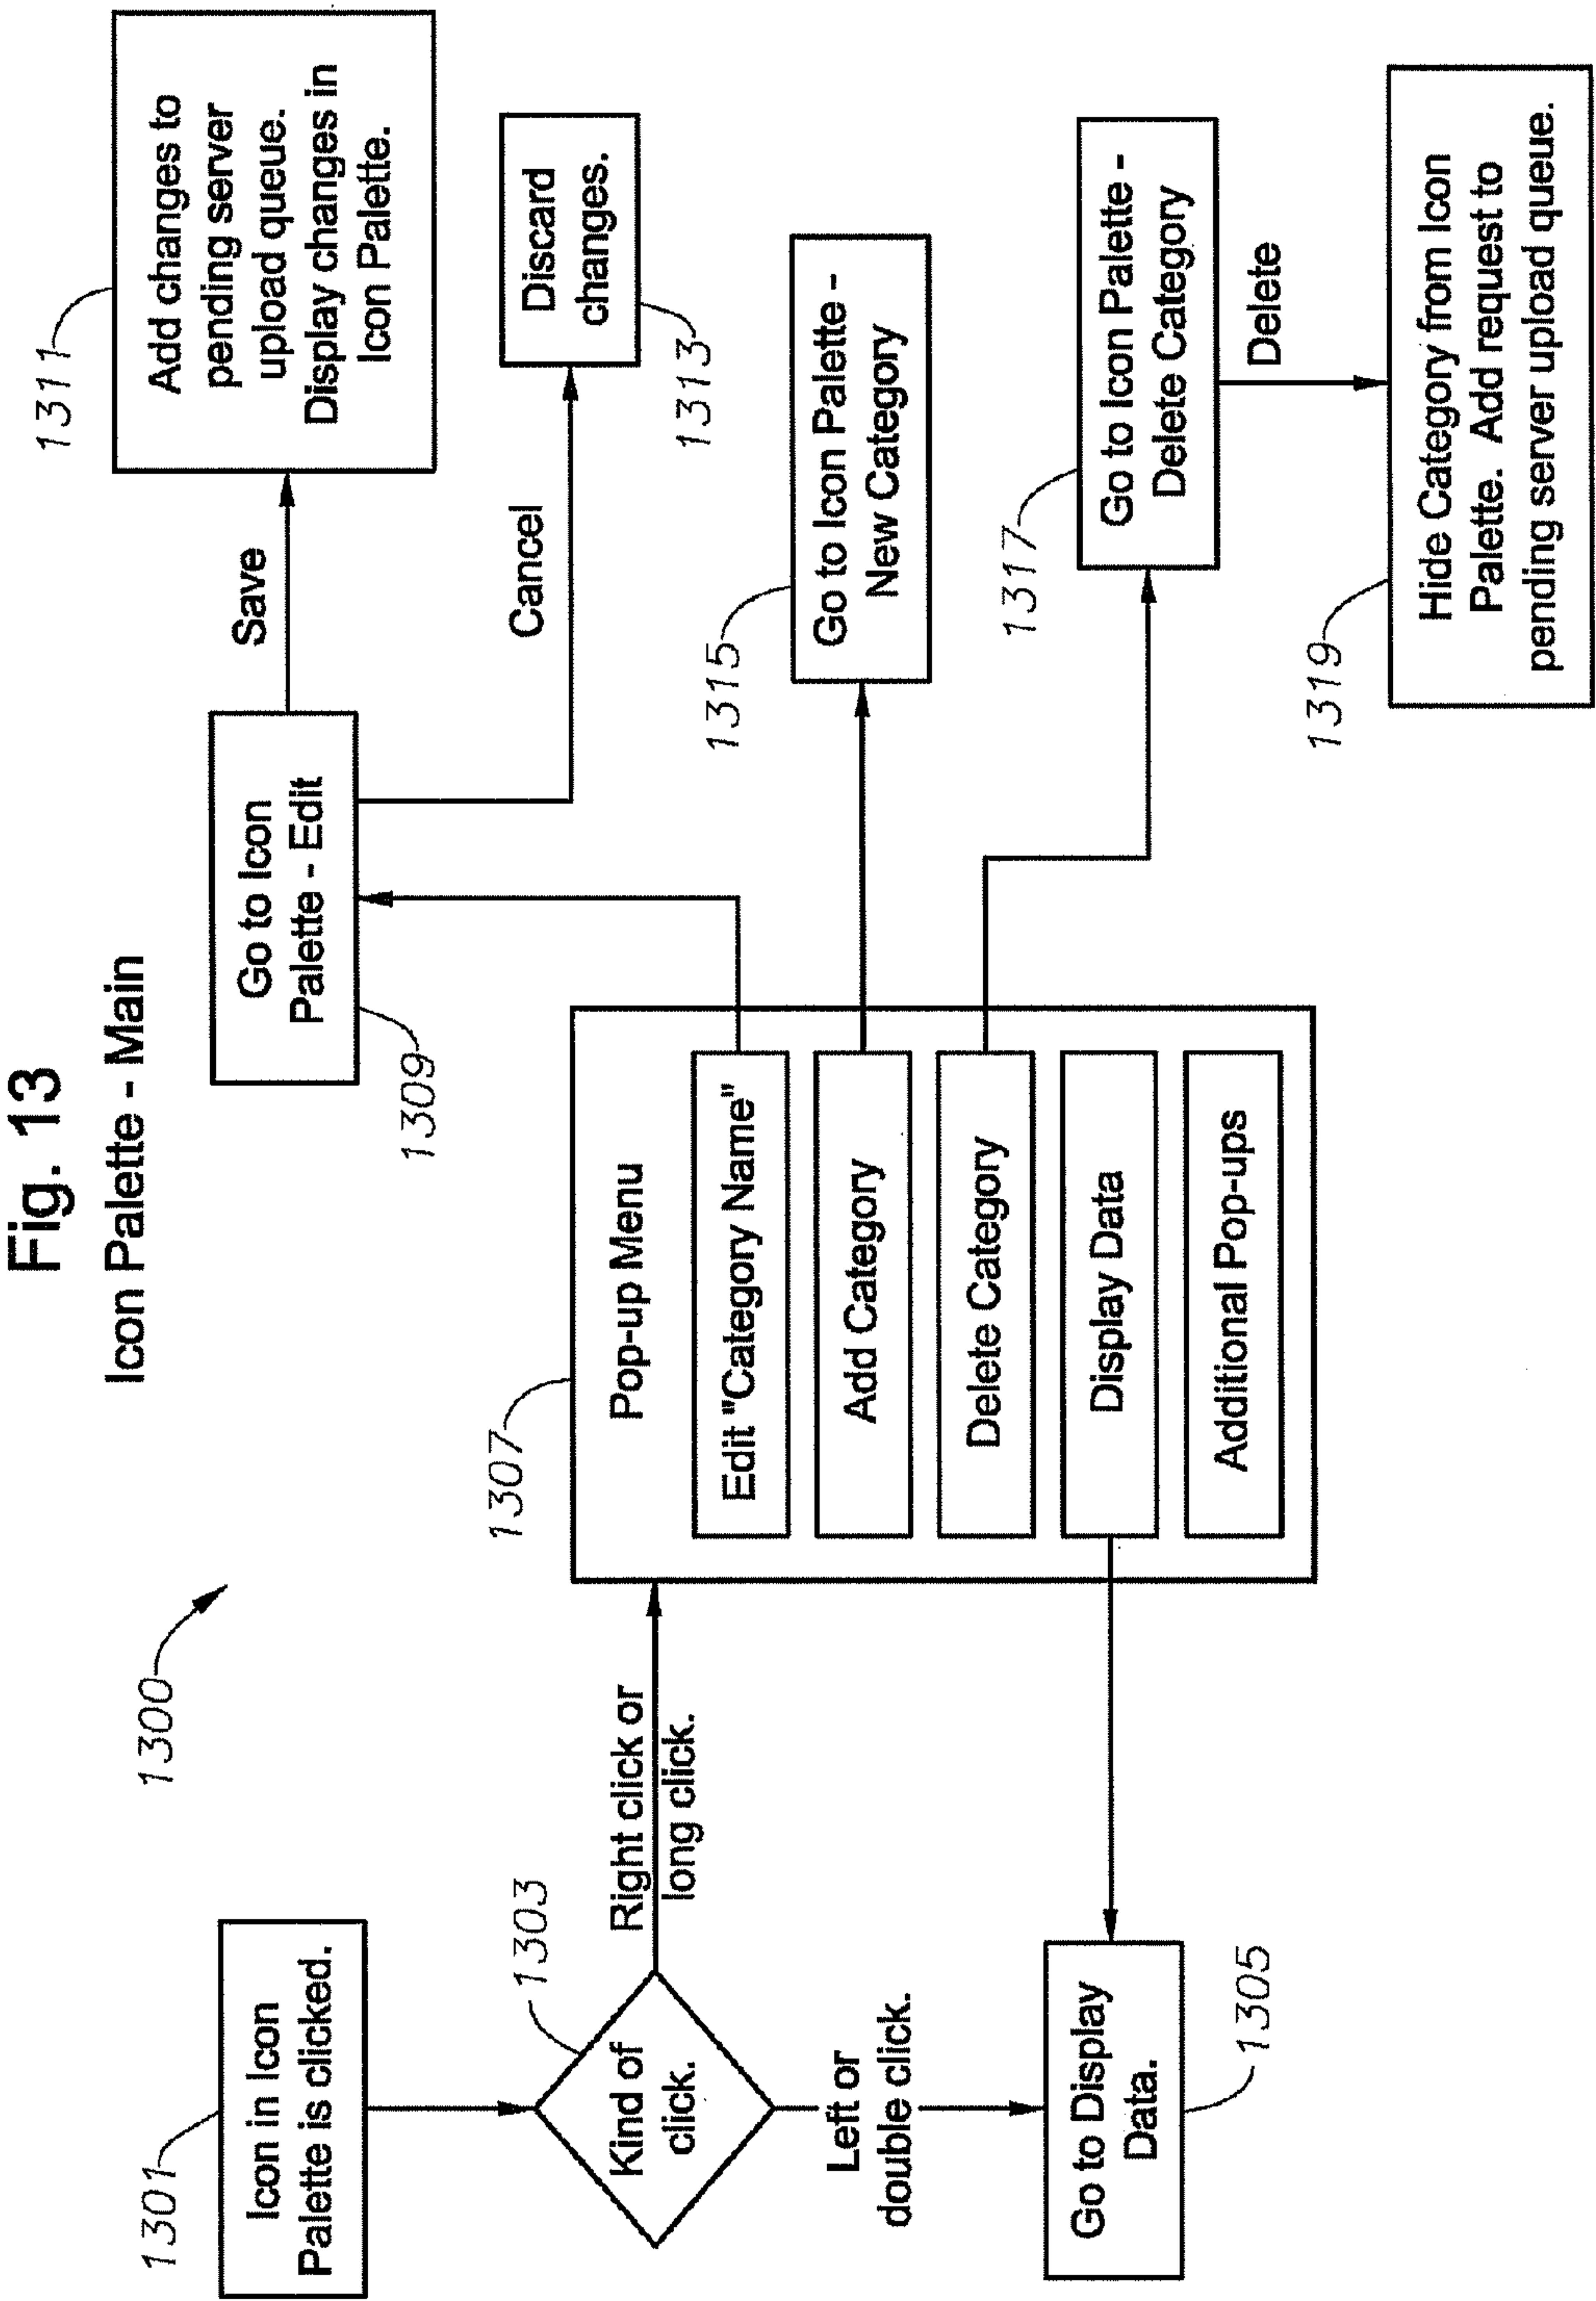 Fig. 13
Icon Palette - Main
1300
1301
Icon in Icon
Palette is clicked.
1303
Kind of
click.
Right click or
long click.
Left or
double click.
Go to Display
Data.
1305
1307
Pop-up Menu
Edit "Category Name"
Add Category
Delete Category
Display Data
Additional Pop-ups
Go to Icon
Palette - Edit
1309
Save
1311
Add changes to
pending server
upload queue.
Display changes in
Icon Palette.
Cancel
Discard
changes.
1313
1315
Go to Icon Palette -
New Category
1317
Go to Icon Palette -
Delete Category
Delete
1319
Hide Category from Icon
Palette. Add request to
pending server upload queue.